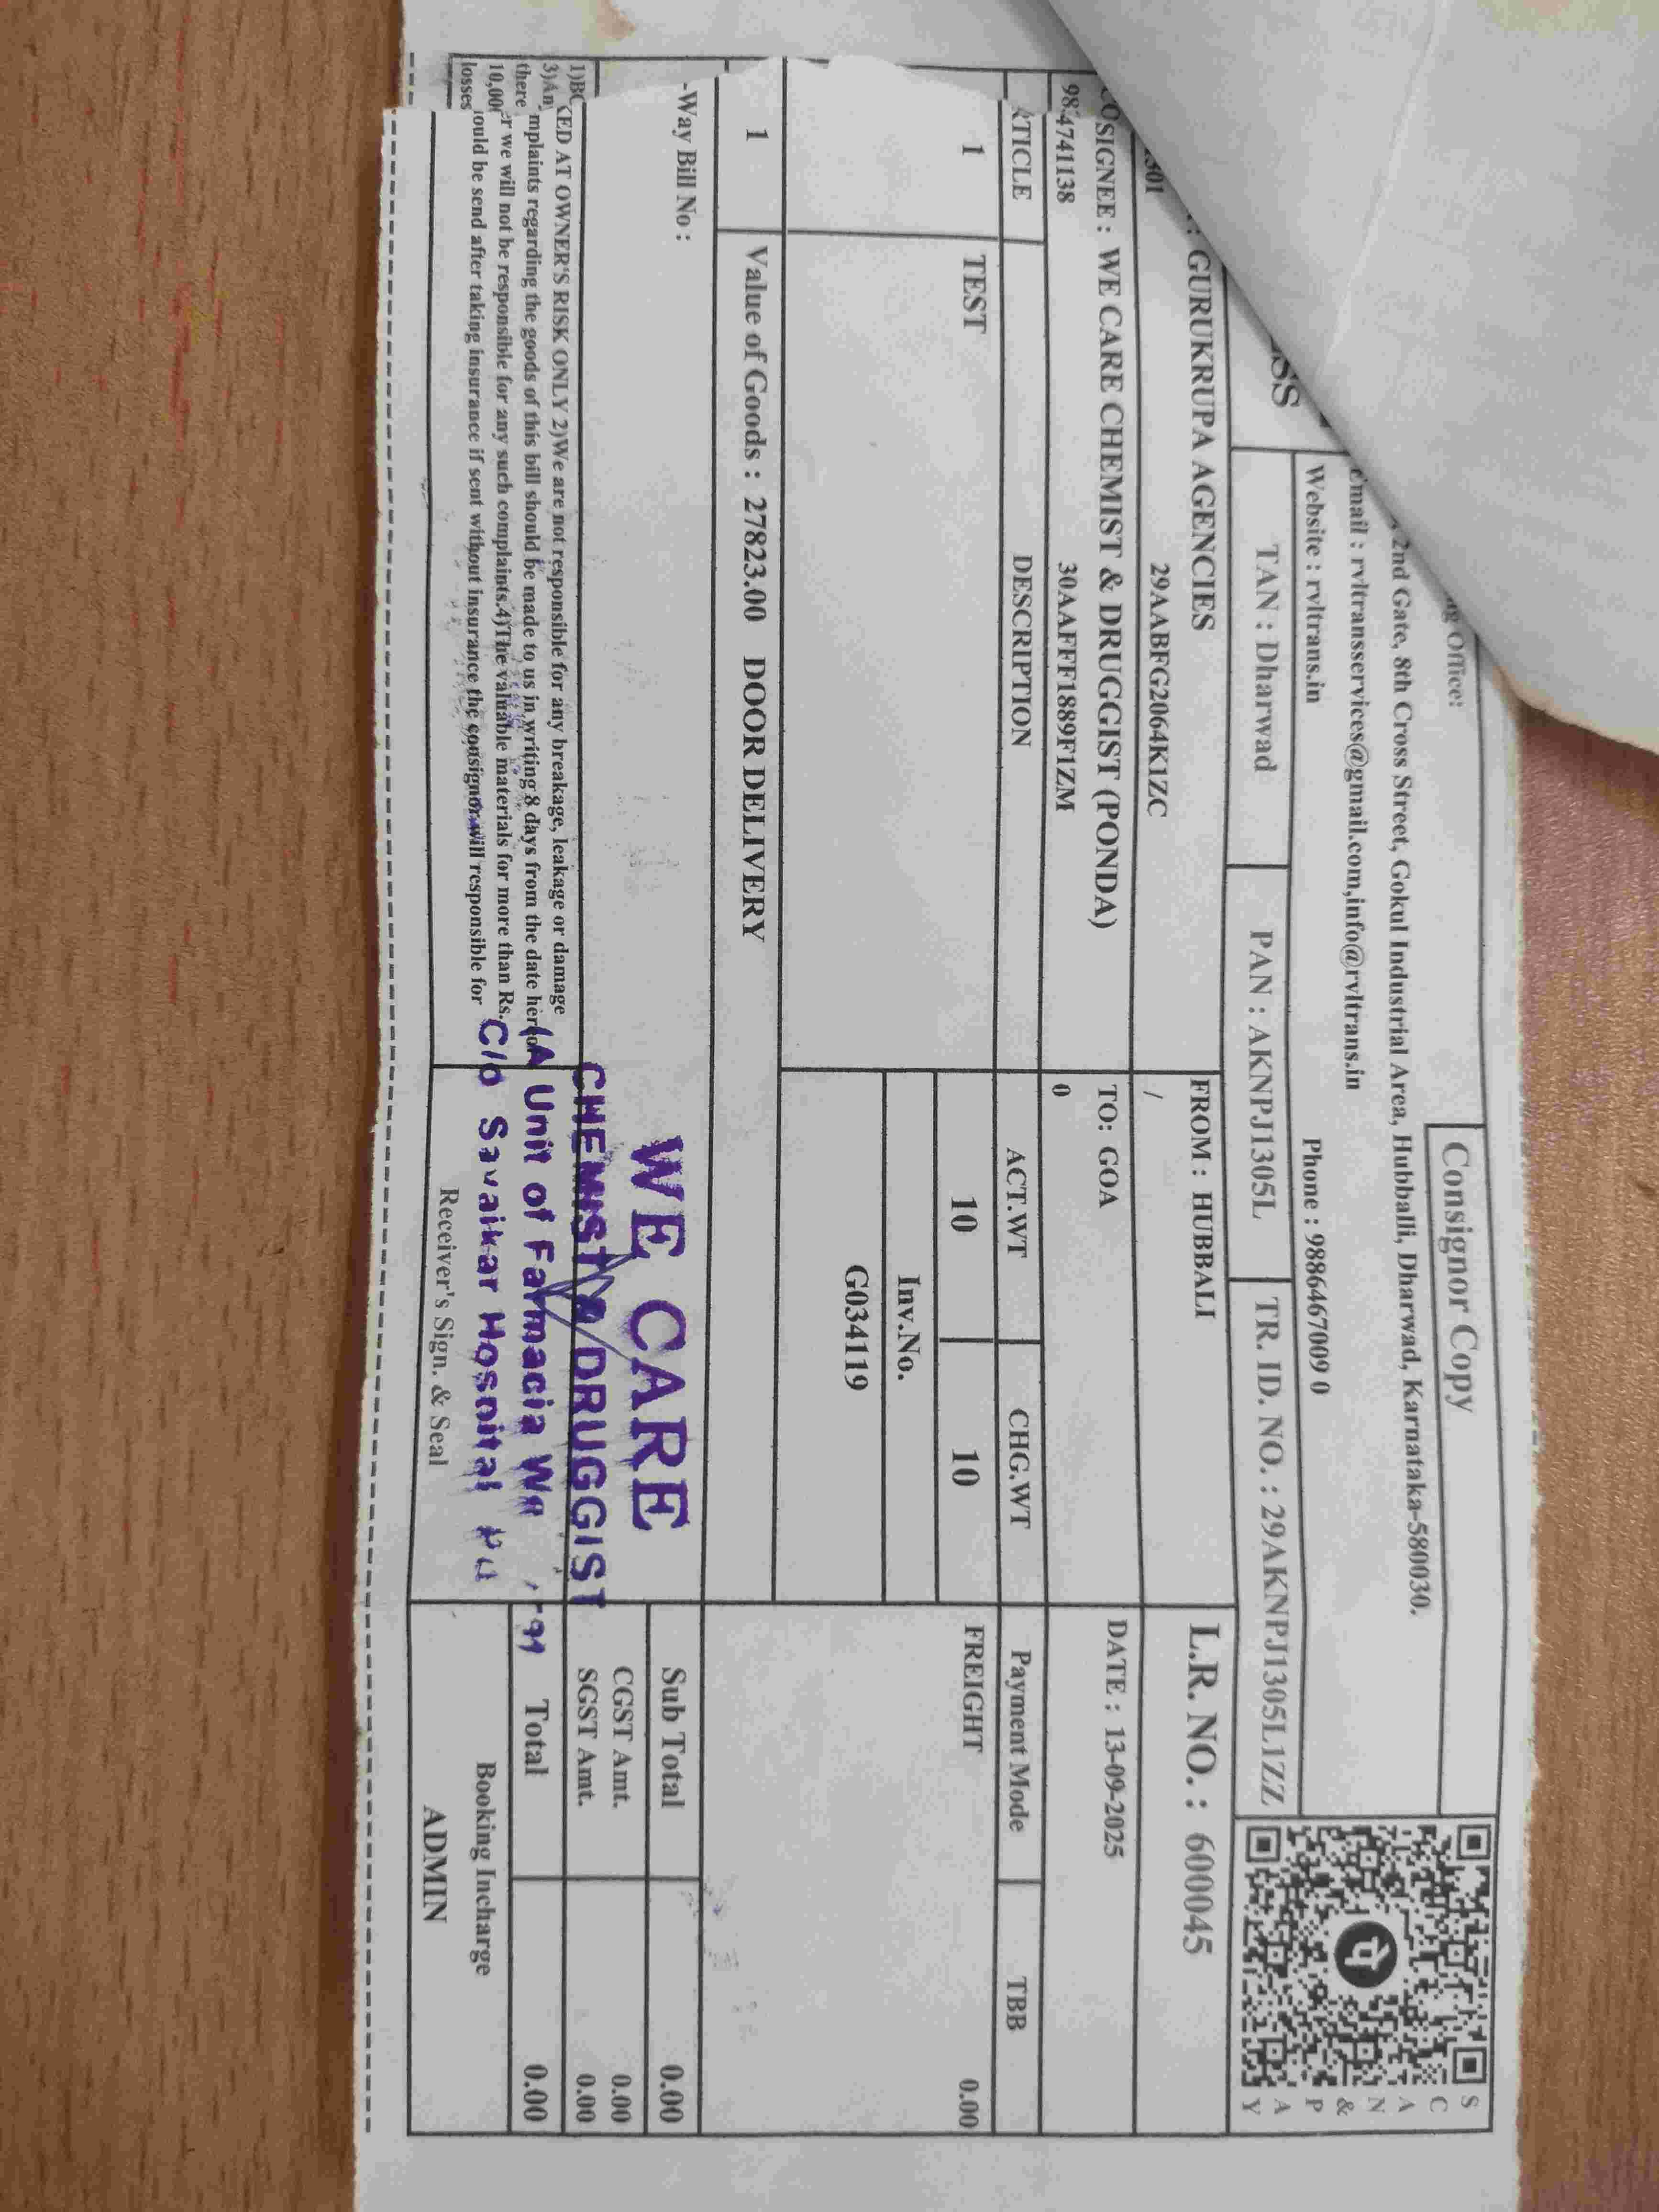 Consignor Copy
Office:
2nd Gate, 8th Cross Street, Gokul Industrial Area, Hubballi, Dharwad, Karnataka-580030.
Email : rvltransservices@gmail.com,info@rvltrans.in
Website : rvltrans.in Phone : 9886467009 0
SCAN & PAY
TAN : Dharwad PAN : AKNPJ1305L TR. ID. NO. : 29AKNPJ1305L1ZZ
: GURUKRUPA AGENCIES FROM : HUBBALI L.R. NO. : 600045
29AABFG2064K1ZC /
SIGNEE : WE CARE CHEMIST & DRUGGIST (PONDA) TO: GOA DATE : 13-09-2025
4741138 30AAFFF1889F1ZM 0
TICLE DESCRIPTION ACT.WT CHG.WT Payment Mode TBB
1 TEST 10 10 FREIGHT 0.00
Inv.No.
G034119
1 Value of Goods : 27823.00 DOOR DELIVERY
-Way Bill No :
Sub Total 0.00
CGST Amt. 0.00
SGST Amt. 0.00
Total 0.00
WE CARE
CHEMIST & DRUGGIST
(A Unit of Farmacia We
C/o Savaikar Hospital
AT OWNER'S RISK ONLY 2)We are not responsible for any breakage, leakage or damage
there mplaints regarding the goods of this bill should be made to us in writing 8 days from the date
we will not be responsible for any such complaints.4)The valuable materials for more than Rs.
losses ould be send after taking insurance if sent without insurance the consignor will responsible for
Receiver's Sign. & Seal
Booking Incharge
ADMIN